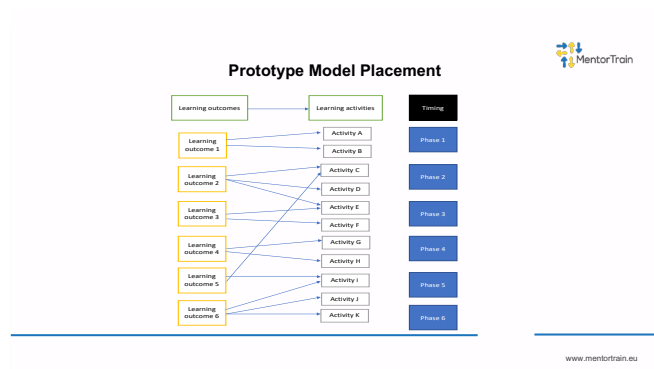 MentorTrain
Prototype Model Placement
Learning outcomes
Learning activities
Timing
Learning
outcome 1
Activity A
Activity B
Phase 1
Learning
outcome 2
Activity C
Activity D
Phase 2
Learning
outcome 3
Activity E
Activity F
Phase 3
Learning
outcome 4
Activity G
Activity H
Phase 4
Learning
outcome 5
Activity I
Phase 5
Learning
outcome 6
Activity J
Activity K
Phase 6
www.mentortrain.eu